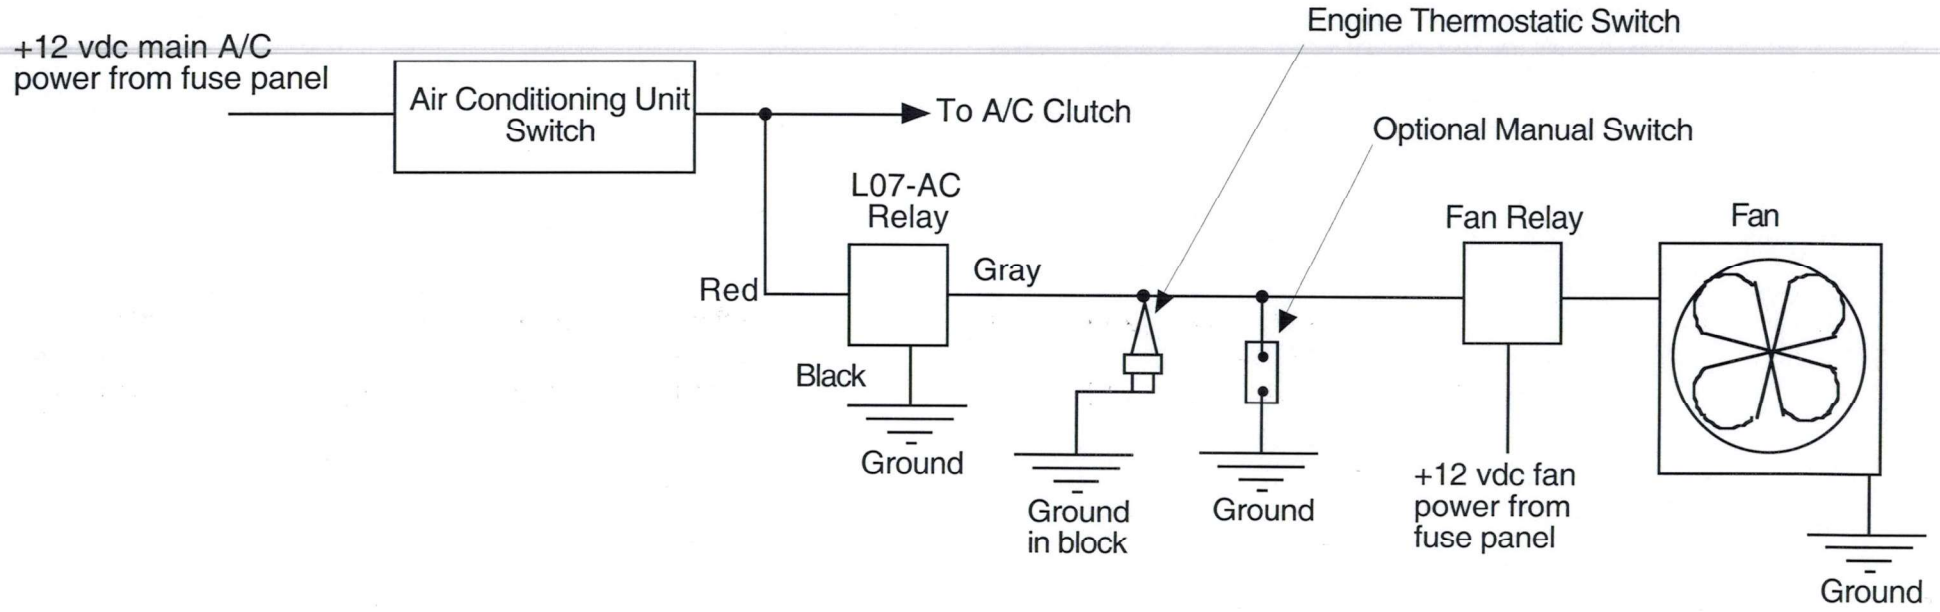 Engine Thermostatic Switch
+12 vdc main A/C
power from fuse panel
Air Conditioning Unit
Switch
To A/C Clutch
Optional Manual Switch
L07-AC
Relay
Fan Relay
Fan
Red
Gray
Black
Ground
Ground
in block
Ground
+12 vdc fan
power from
fuse panel
Ground